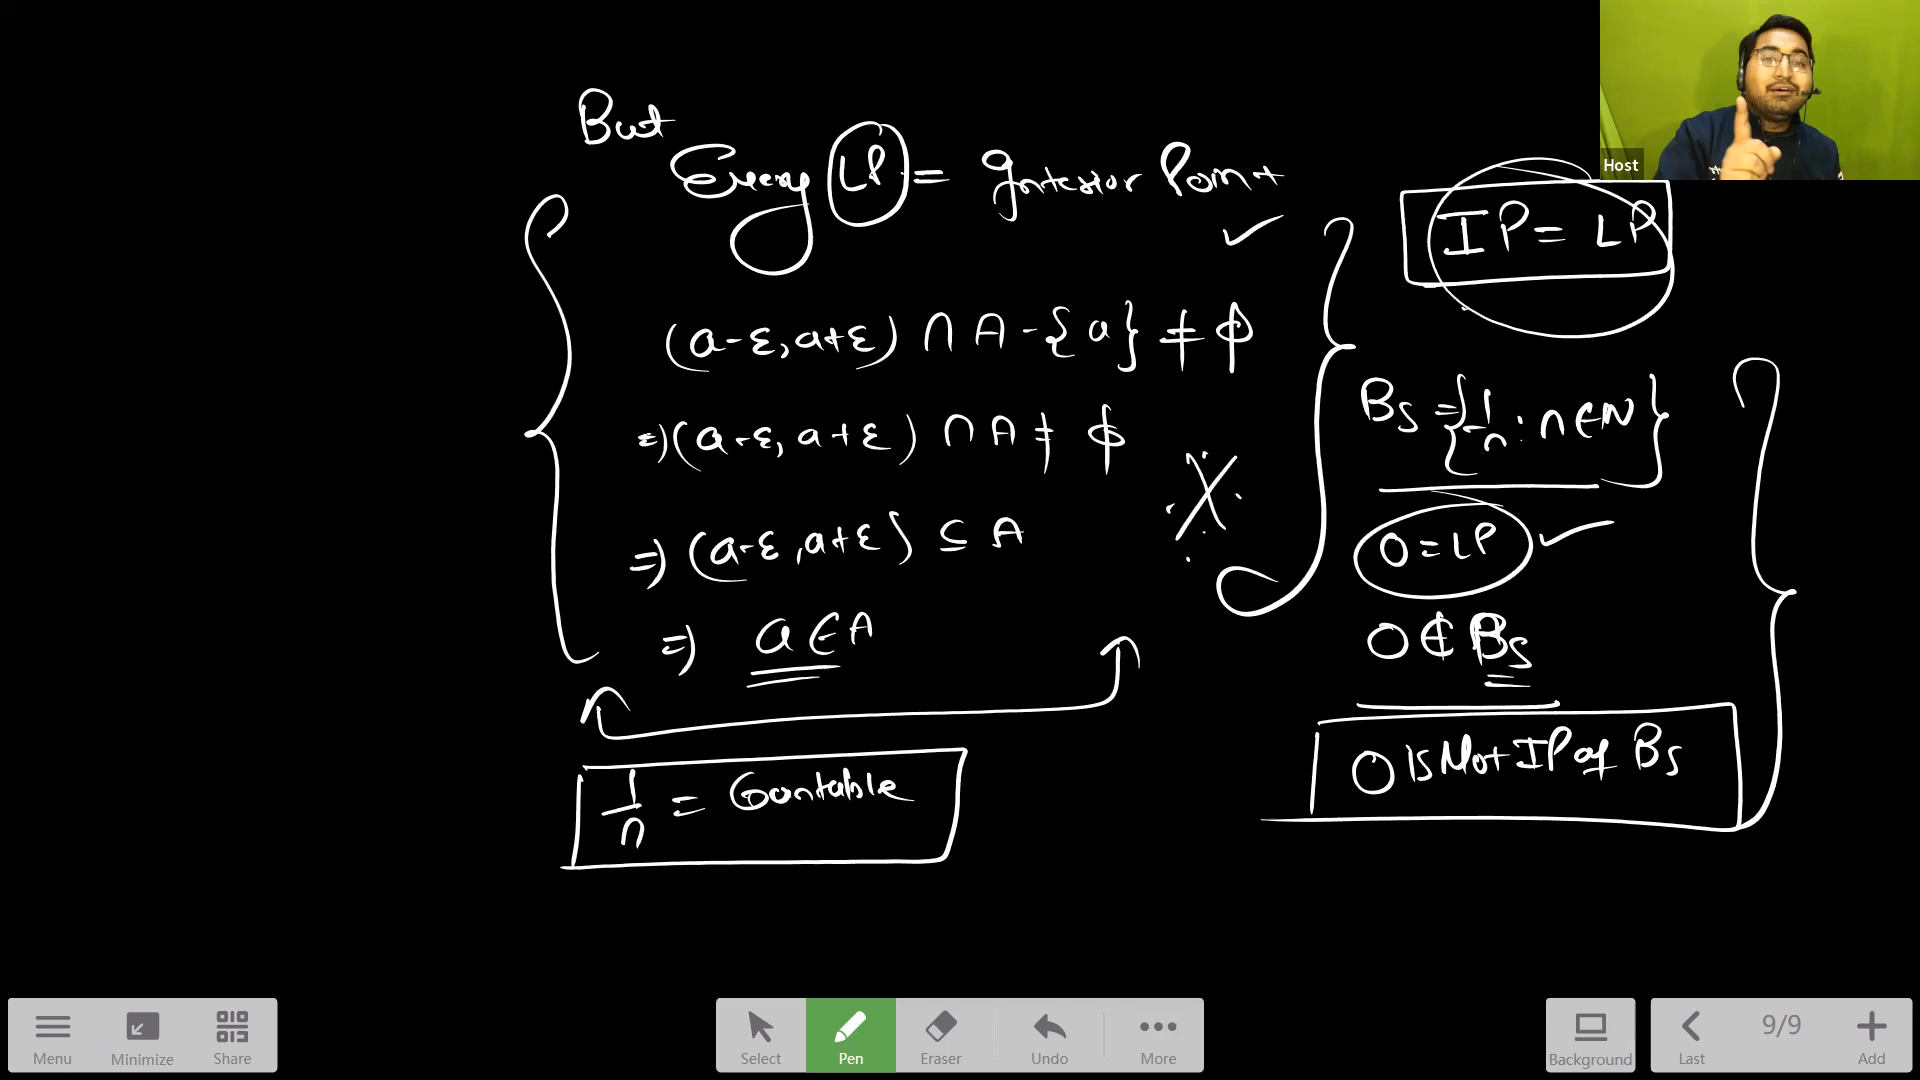 But
Every LP = Interior Point
(a-ε, a+ε) ∩ A - {a} ≠ ϕ
⇒ (a-ε, a+ε) ∩ A ≠ ϕ
⇒ (a-ε, a+ε) ⊆ A
⇒ a ∈ A
1/n = Contable
Host
IP = LP
Bs = {1/n : n ∈ N}
0 = LP
0 ∉ Bs
0 is Not IP of Bs
Menu
Minimize
Share
Select
Pen
Eraser
Undo
More
Background
Last
9/9
Add